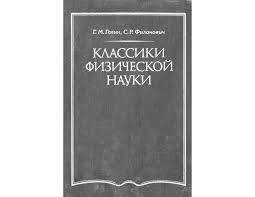 Г. М. Голин, С. Р. Филонович
КЛАССИКИ
ФИЗИЧЕСКОЙ
НАУКИ